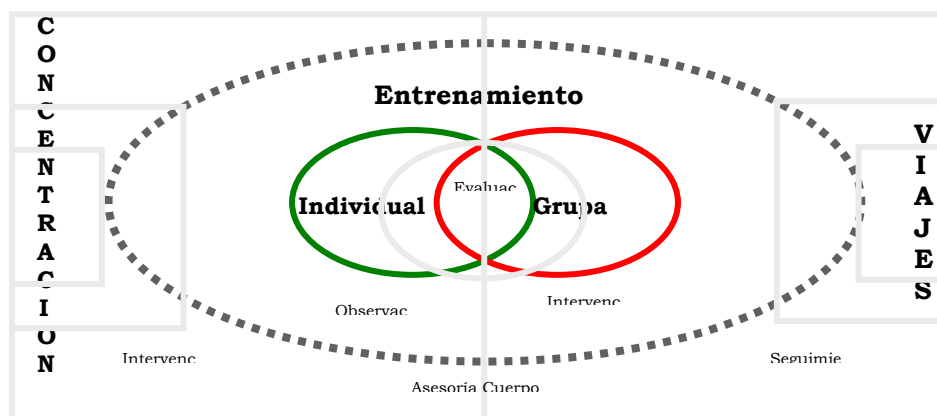 CONCENTRACION
Entrenamiento
VIAJES
Evaluac
Individual
Grupa
Observac
Intervenc
Intervenc
Seguimie
Asesoría Cuerpo